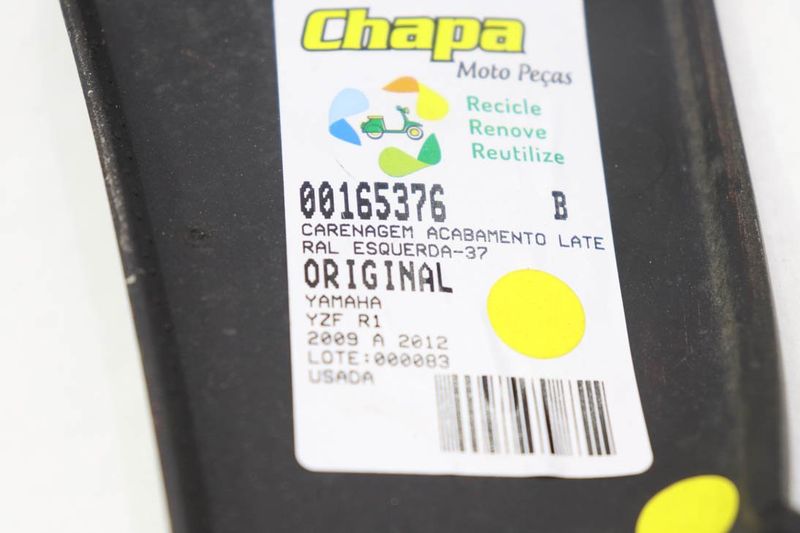 Chapa
Moto Peças
Recicle
Renove
Reutilize
00165376 B
CARENAGEM ACABAMENTO LATE
RAL ESQUERDA-37
ORIGINAL
YAMAHA
YZF R1
2009 A 2012
LOTE:000083
USADA